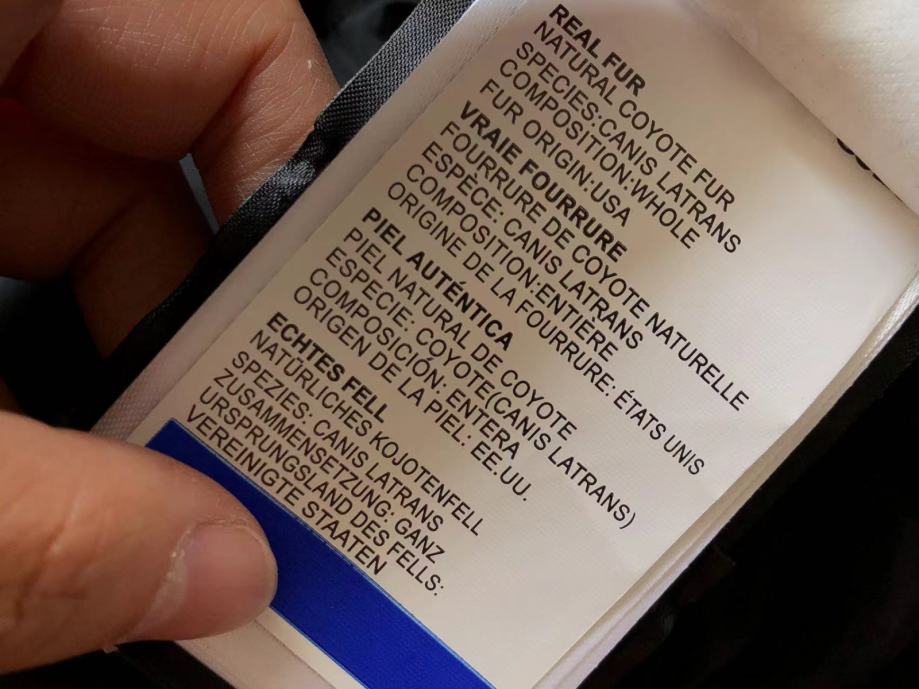 REAL FUR
NATURAL COYOTE FUR
SPECIES:CANIS LATRANS
COMPOSITION:WHOLE
FUR ORIGIN:USA
VRAIE FOURRURE
FOURRURE DE COYOTE NATURELLE
ESPÈCE: CANIS LATRANS
COMPOSITION:ENTIÈRE
ORIGINE DE LA FOURRURE: ÉTATS UNIS
PIEL AUTÉNTICA
PIEL NATURAL DE COYOTE
ESPECIE: COYOTE(CANIS LATRANS)
COMPOSICIÓN: ENTERA
ORIGEN DE LA PIEL: EE.UU.
ECHTES FELL
NATÜRLICHES KOJOTENFELL
SPEZIES: CANIS LATRANS
ZUSAMMENSETZUNG: GANZ
URSPRUNGSLAND DES FELLS:
VEREINIGTE STAATEN